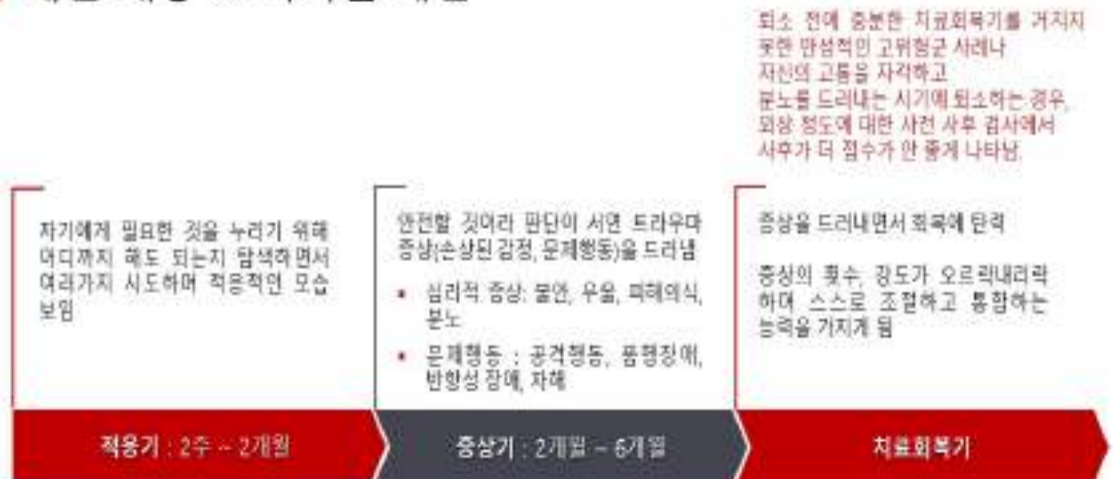 퇴소 전에 충분한 치료회복기를 거치지
못한 만성적인 고위험군 사례나
자신의 고통을 자각하고
분노를 드러내는 시기에 퇴소하는 경우,
외상 정도에 대한 사전 사후 검사에서
사후가 더 점수가 안 좋게 나타남.
자기에게 필요한 것을 누리기 위해
어디까지 해도 되는지 탐색하면서
여러가지 시도하며 적응적인 모습
보임
안전할 것이라 판단이 서면 트라우마
증상(손상된 감정, 문제행동)을 드러냄
• 심리적 증상: 불안, 우울, 피해의식,
분노
• 문제행동 : 공격행동, 품행장애,
반항성 장애, 자해
증상을 드러내면서 회복에 탄력
증상의 횟수, 강도가 오르락내리락
하며 스스로 조절하고 통합하는
능력을 가지게 됨
적응기 : 2주 ~ 2개월
증상기 : 2개월 ~ 6개월
치료회복기